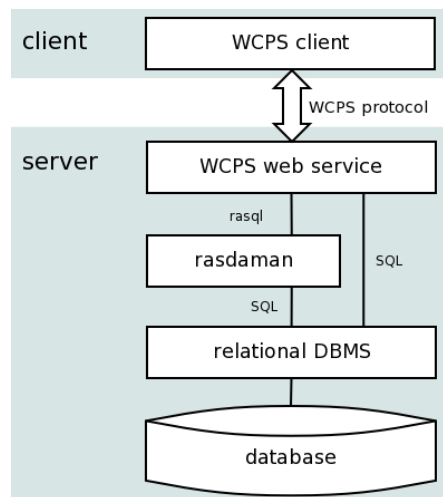 client
WCPS client
WCPS protocol
server
WCPS web service
rasql
rasdaman
SQL
SQL
relational DBMS
database